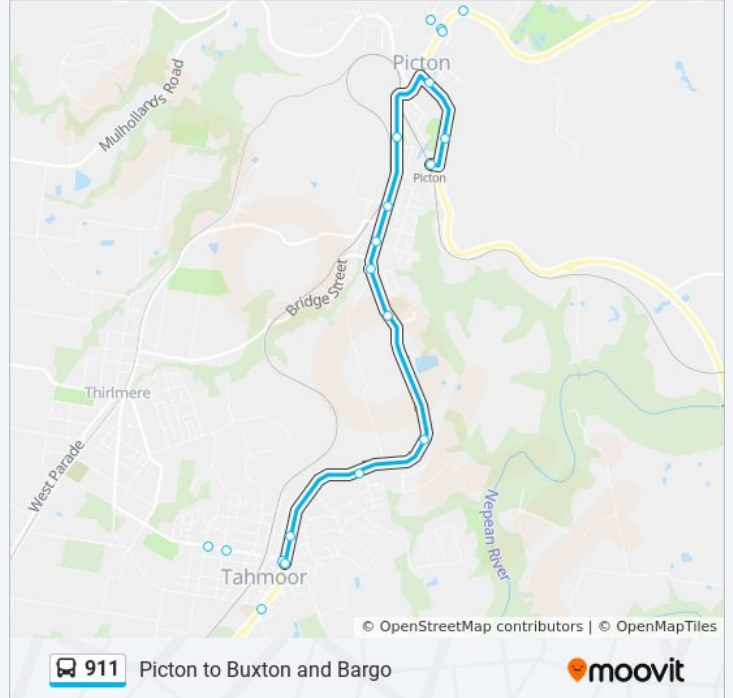 Picton
Mulholland's Road
Picton
Bridge Street
Thirlmere
West Parade
Nepean River
Tahmoor
© OpenStreetMap contributors | © OpenMapTiles
911 Picton to Buxton and Bargo
moovit